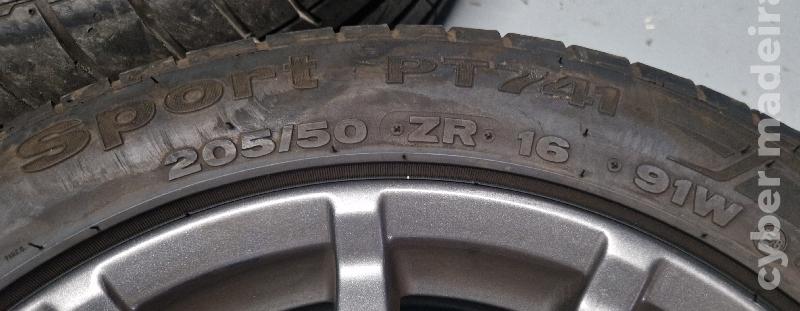 Sport PT741
205/50 ZR 16 91W
cyber madeira